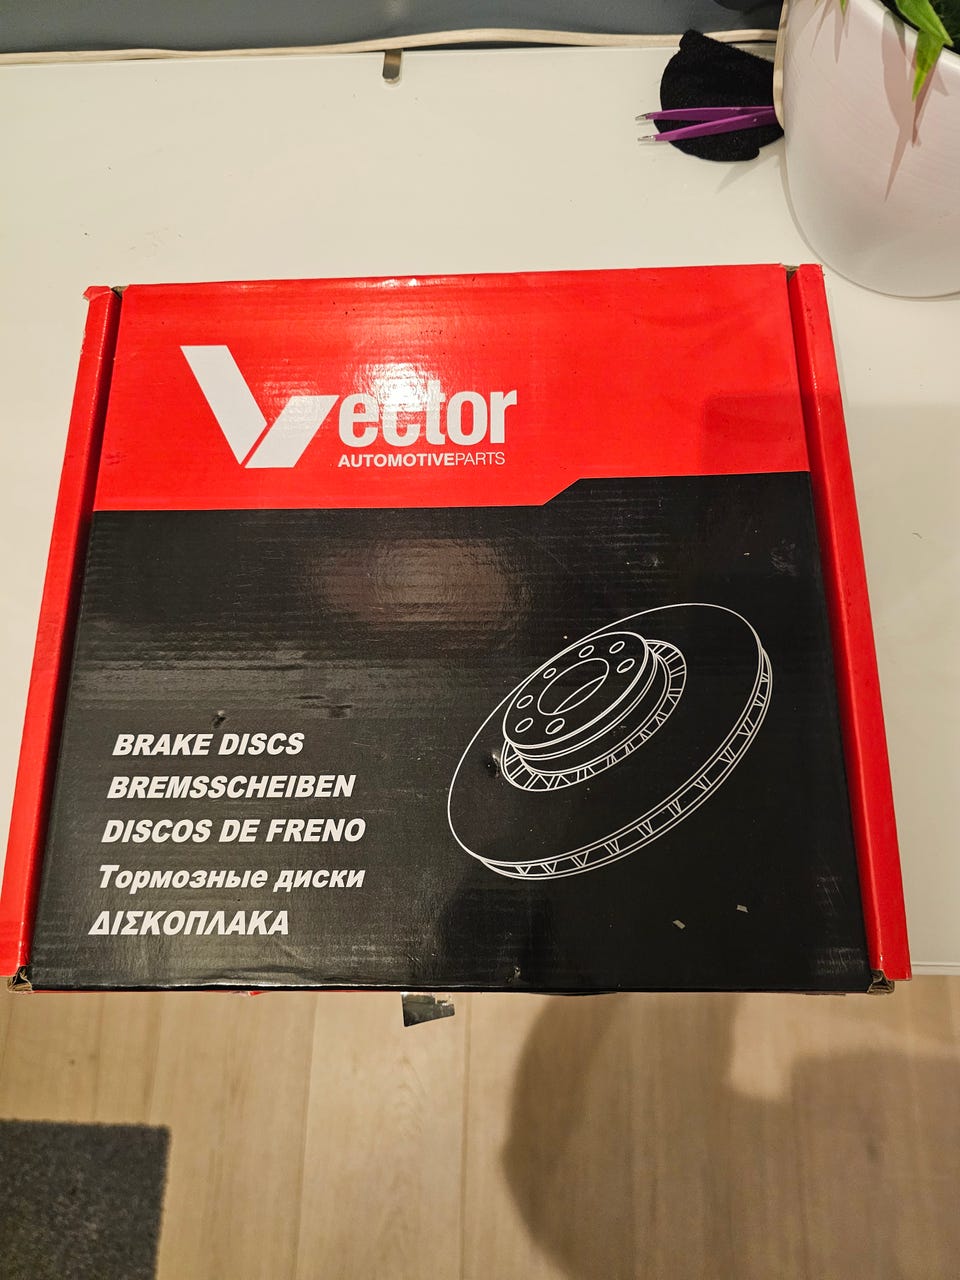 Vector
AUTOMOTIVEPARTS
BRAKE DISCS
BREMSSCHEIBEN
DISCOS DE FRENO
Тормозные диски
ΔΙΣΚΟΠΛΑΚΑ